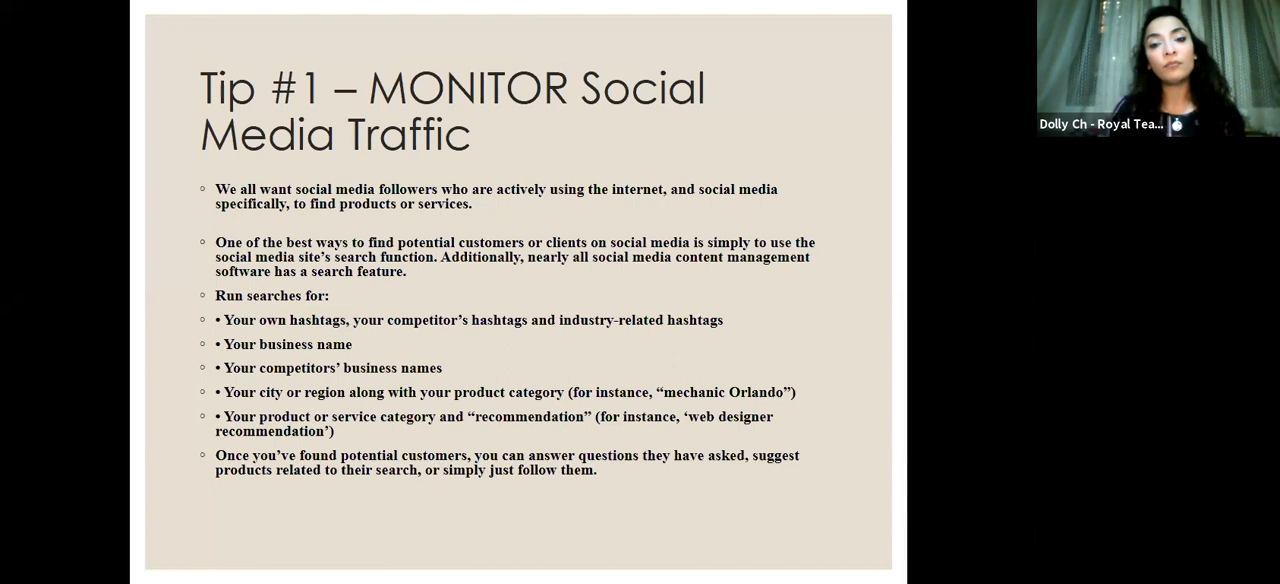 Tip #1 – MONITOR Social
Media Traffic
◦ We all want social media followers who are actively using the internet, and social media
specifically, to find products or services.
◦ One of the best ways to find potential customers or clients on social media is simply to use the
social media site’s search function. Additionally, nearly all social media content management
software has a search feature.
◦ Run searches for:
◦ • Your own hashtags, your competitor’s hashtags and industry-related hashtags
◦ • Your business name
◦ • Your competitors’ business names
◦ • Your city or region along with your product category (for instance, “mechanic Orlando”)
◦ • Your product or service category and “recommendation” (for instance, ‘web designer
recommendation’)
◦ Once you’ve found potential customers, you can answer questions they have asked, suggest
products related to their search, or simply just follow them.
Dolly Ch - Royal Tea...